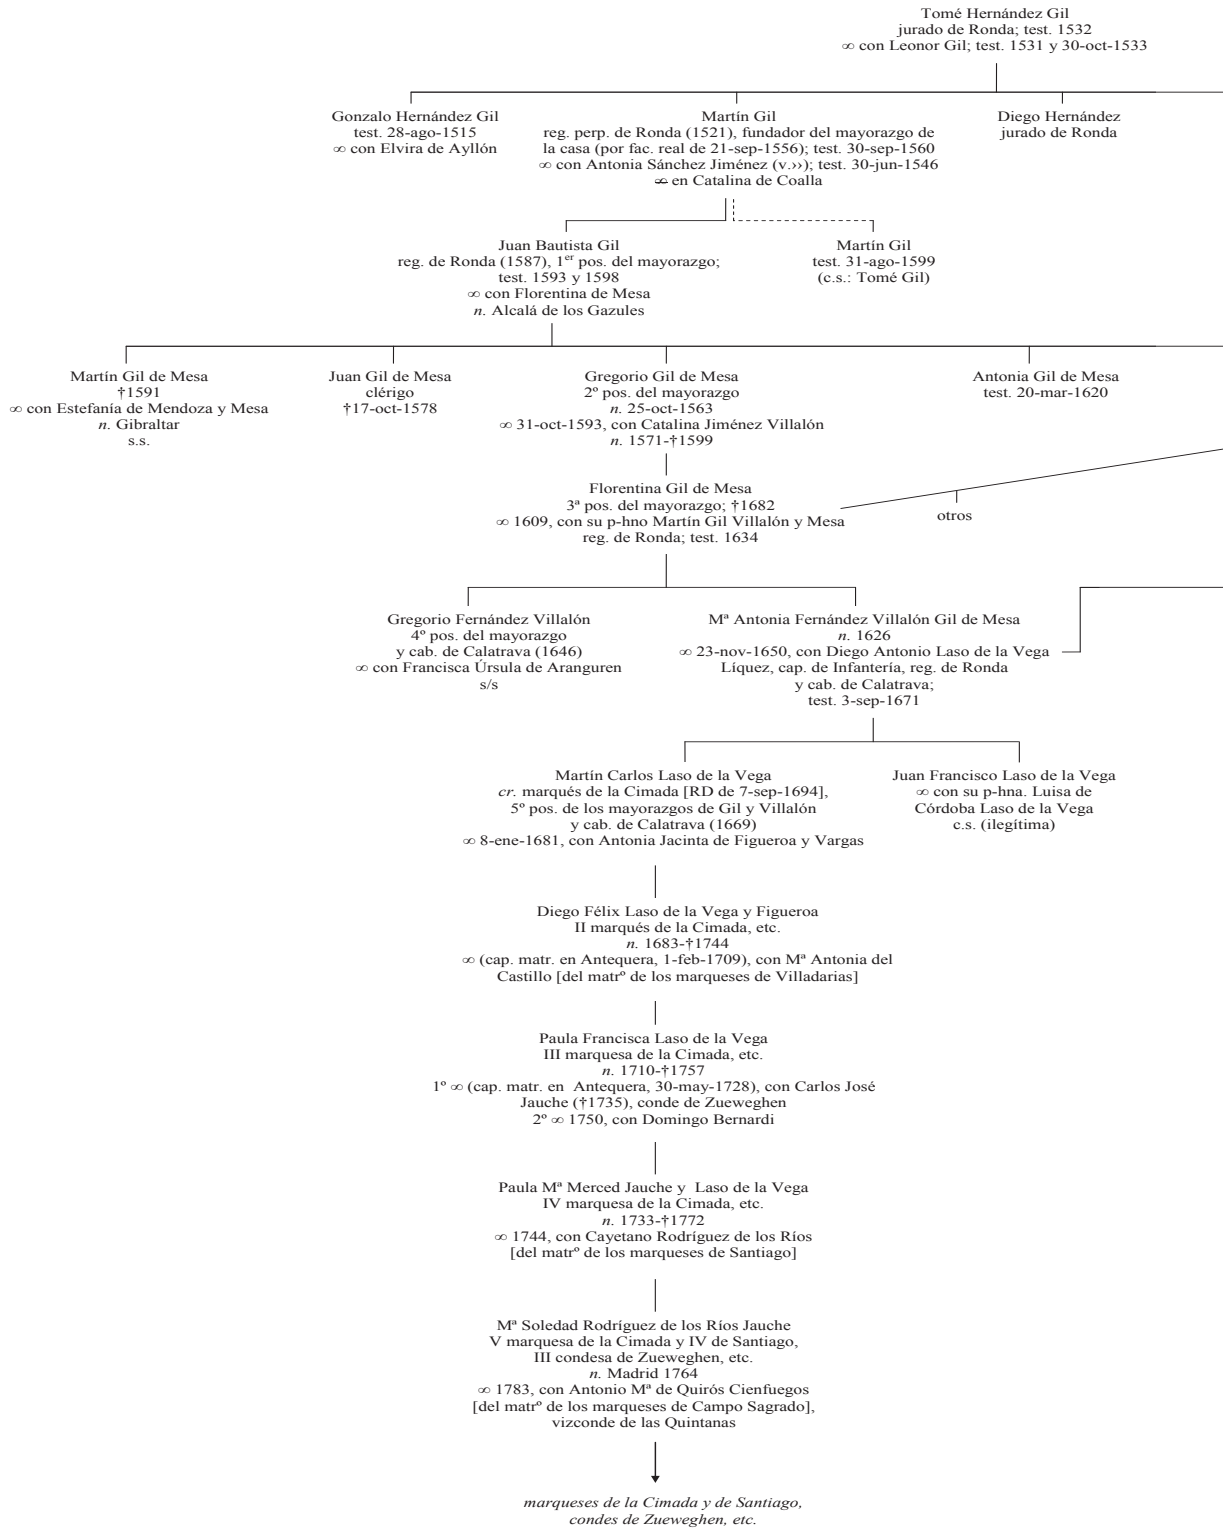 Tomé Hernández Gil
jurado de Ronda; test. 1532
∞ con Leonor Gil; test. 1531 y 30-oct-1533
Gonzalo Hernández Gil
test. 28-ago-1515
∞ con Elvira de Ayllón
Martín Gil
reg. perp. de Ronda (1521), fundador del mayorazgo de
la casa (por fac. real de 21-sep-1556); test. 30-sep-1560
∞ con Antonia Sánchez Jiménez (v.››); test. 30-jun-1546
∞ en Catalina de Coalla
Diego Hernández
jurado de Ronda
Juan Bautista Gil
reg. de Ronda (1587), 1er pos. del mayorazgo;
test. 1593 y 1598
∞ con Florentina de Mesa
n. Alcalá de los Gazules
Martín Gil
test. 31-ago-1599
(c.s.: Tomé Gil)
Martín Gil de Mesa
†1591
∞ con Estefanía de Mendoza y Mesa
n. Gibraltar
s.s.
Juan Gil de Mesa
clérigo
†17-oct-1578
Gregorio Gil de Mesa
2º pos. del mayorazgo
n. 25-oct-1563
∞ 31-oct-1593, con Catalina Jiménez Villalón
n. 1571-†1599
Antonia Gil de Mesa
test. 20-mar-1620
Florentina Gil de Mesa
3ª pos. del mayorazgo; †1682
∞ 1609, con su p-hno Martín Gil Villalón y Mesa
reg. de Ronda; test. 1634
otros
Gregorio Fernández Villalón
4º pos. del mayorazgo
y cab. de Calatrava (1646)
∞ con Francisca Úrsula de Aranguren
s/s
Mª Antonia Fernández Villalón Gil de Mesa
n. 1626
∞ 23-nov-1650, con Diego Antonio Laso de la Vega
Líquez, cap. de Infantería, reg. de Ronda
y cab. de Calatrava;
test. 3-sep-1671
Martín Carlos Laso de la Vega
cr. marqués de la Cimada [RD de 7-sep-1694],
5º pos. de los mayorazgos de Gil y Villalón
y cab. de Calatrava (1669)
∞ 8-ene-1681, con Antonia Jacinta de Figueroa y Vargas
Juan Francisco Laso de la Vega
∞ con su p-hna. Luisa de
Córdoba Laso de la Vega
c.s. (ilegítima)
Diego Félix Laso de la Vega y Figueroa
II marqués de la Cimada, etc.
n. 1683-†1744
∞ (cap. matr. en Antequera, 1-feb-1709), con Mª Antonia del
Castillo [del matrº de los marqueses de Villadarias]
Paula Francisca Laso de la Vega
III marquesa de la Cimada, etc.
n. 1710-†1757
1º ∞ (cap. matr. en Antequera, 30-may-1728), con Carlos José
Jauche (†1735), conde de Zueweghen
2º ∞ 1750, con Domingo Bernardi
Paula Mª Merced Jauche y Laso de la Vega
IV marquesa de la Cimada, etc.
n. 1733-†1772
∞ 1744, con Cayetano Rodríguez de los Ríos
[del matrº de los marqueses de Santiago]
Mª Soledad Rodríguez de los Ríos Jauche
V marquesa de la Cimada y IV de Santiago,
III condesa de Zueweghen, etc.
n. Madrid 1764
∞ 1783, con Antonio Mª de Quirós Cienfuegos
[del matrº de los marqueses de Campo Sagrado],
vizconde de las Quintanas
marqueses de la Cimada y de Santiago,
condes de Zueweghen, etc.